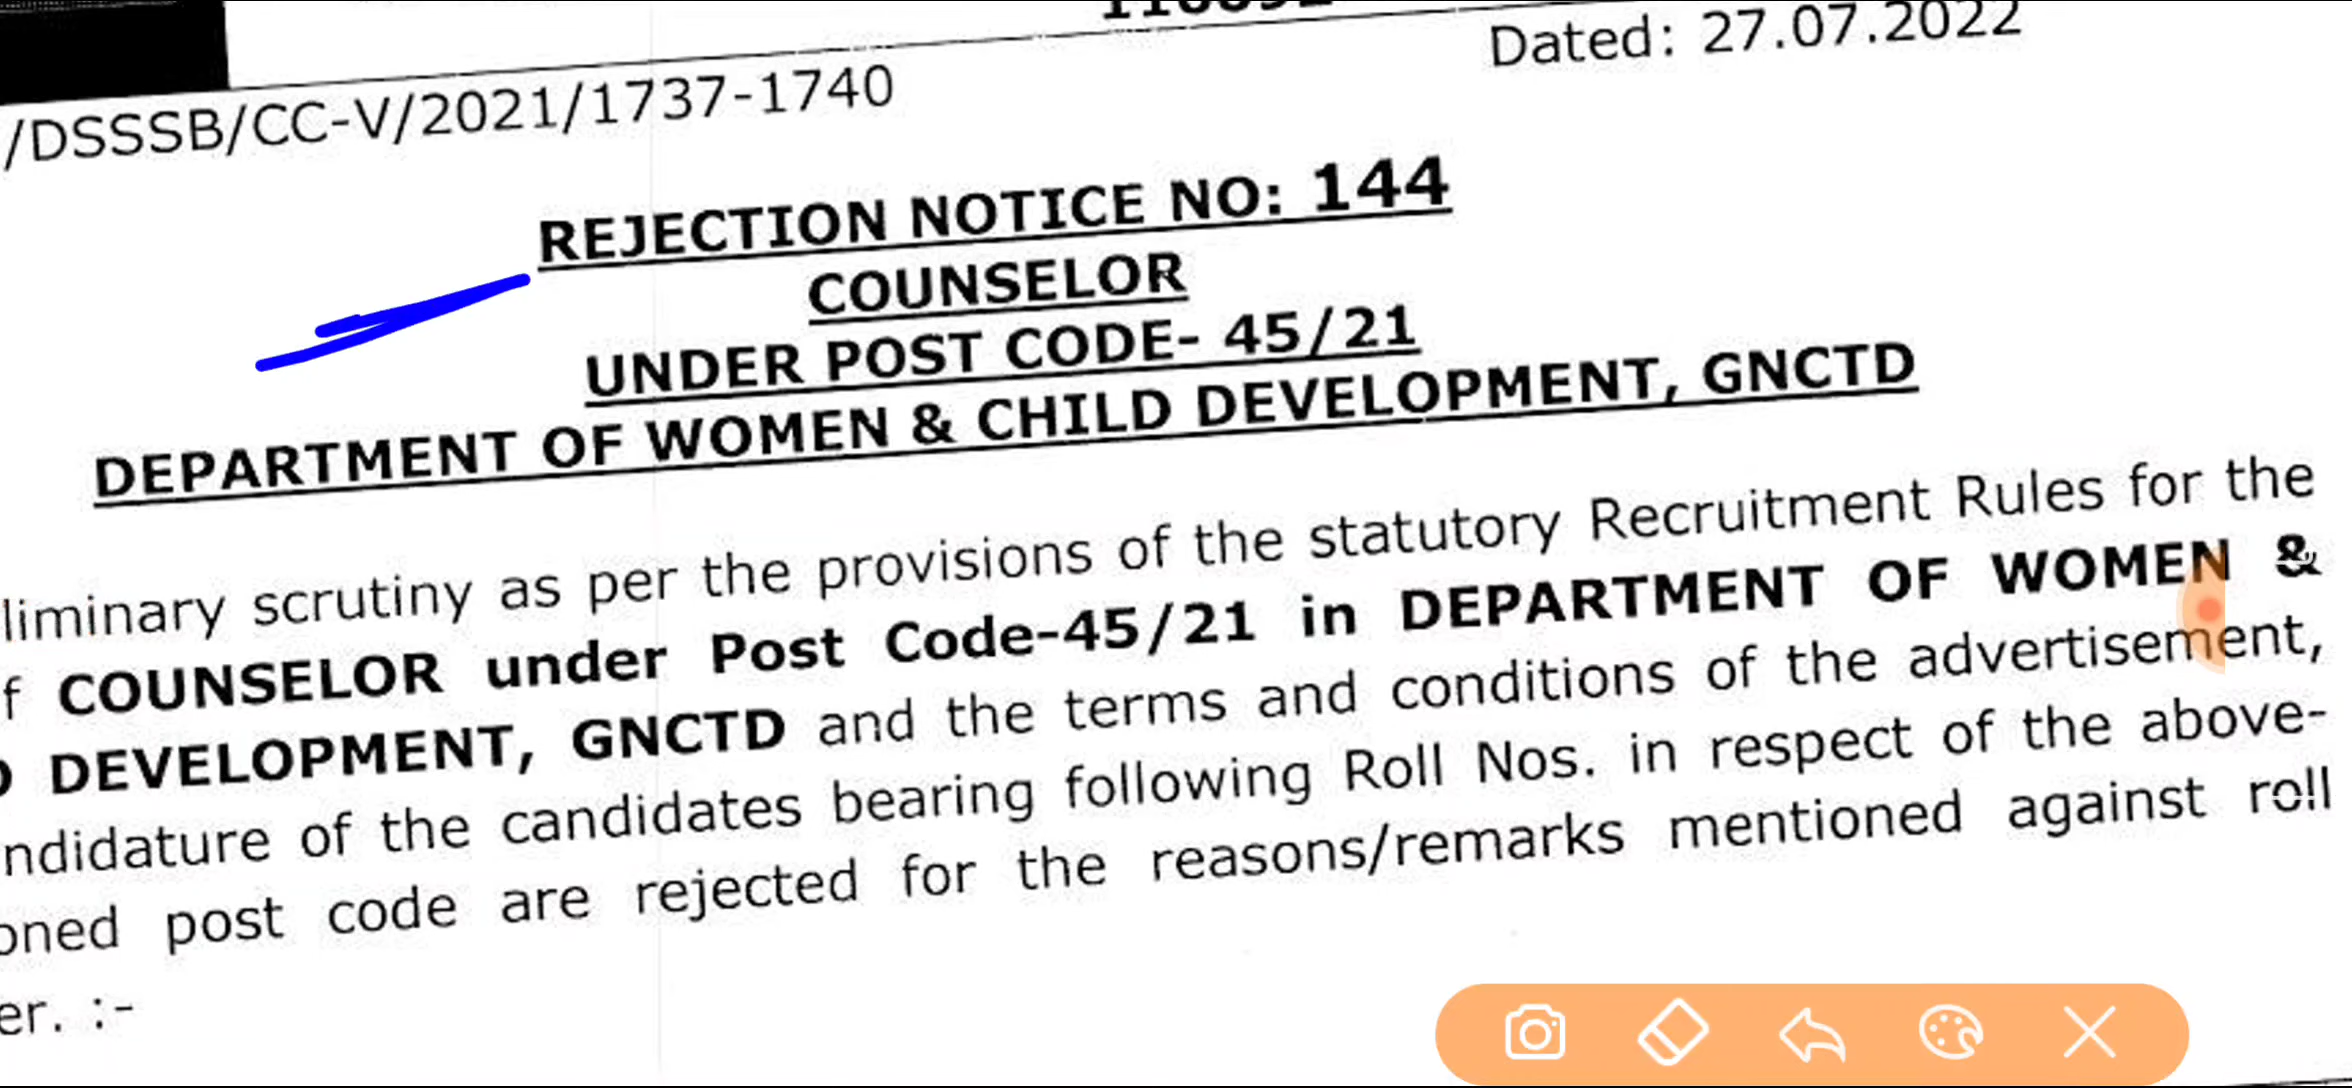 Dated: 27.07.2022
/DSSSB/CC-V/2021/1737-1740
REJECTION NOTICE NO: 144
COUNSELOR
UNDER POST CODE- 45/21
DEPARTMENT OF WOMEN & CHILD DEVELOPMENT, GNCTD
liminary scrutiny as per the provisions of the statutory Recruitment Rules for the
f COUNSELOR under Post Code-45/21 in DEPARTMENT OF WOMEN &
DEVELOPMENT, GNCTD and the terms and conditions of the advertisement,
ndidature of the candidates bearing following Roll Nos. in respect of the above-
oned post code are rejected for the reasons/remarks mentioned against roll
er. :-